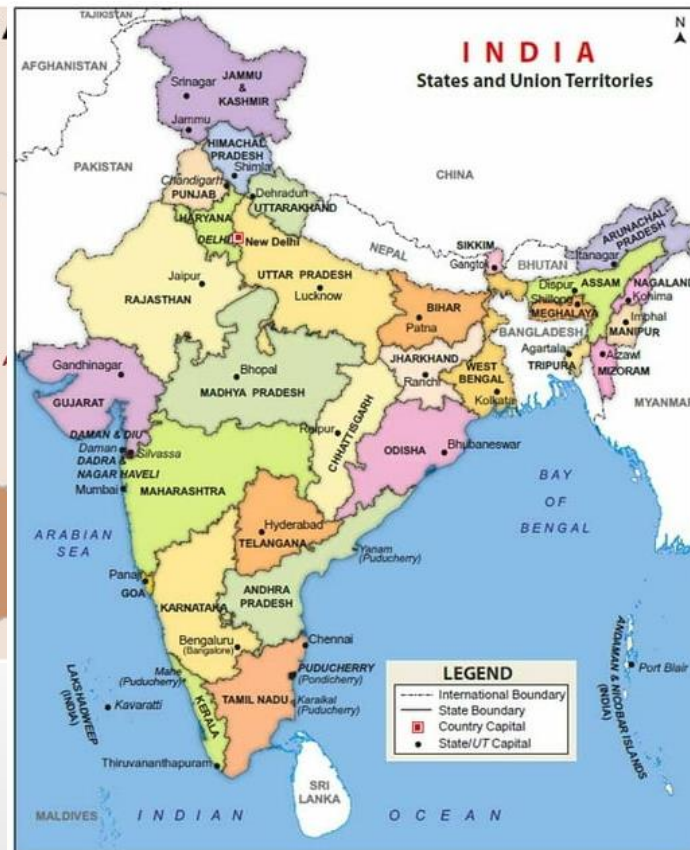 TAJIKISTAN
N
INDIA
States and Union Territories
AFGHANISTAN
JAMMU
&
KASHMIR
Srinagar
Jammu
HIMACHAL
PRADESH
Shimla
PAKISTAN
CHINA
Chandigarh
PUNJAB
Dehradun
UTTARAKHAND
HARYANA
DELHI
New Delhi
ARUNACHAL
PRADESH
Itanagar
NEPAL
SIKKIM
Gangtok
BHUTAN
Jaipur
RAJASTHAN
UTTAR PRADESH
Lucknow
Dispur
ASSAM
NAGALAND
Kohima
Shillong
MEGHALAYA
Imphal
MANIPUR
BIHAR
Patna
BANGLADESH
Agartala
TRIPURA
Aizawl
MIZORAM
MYANMAR
Gandhinagar
GUJARAT
Bhopal
MADHYA PRADESH
JHARKHAND
Ranchi
WEST
BENGAL
Kolkata
DAMAN & DIU
Daman
Silvassa
DADRA &
NAGAR HAVELI
Mumbai
MAHARASHTRA
Raipur
CHHATTISGARH
ODISHA
Bhubaneswar
ARABIAN
SEA
BAY
OF
BENGAL
Hyderabad
TELANGANA
Yanam
(Puducherry)
Panaji
GOA
KARNATAKA
ANDHRA
PRADESH
Bengaluru
(Bangalore)
Chennai
Mahe
(Puducherry)
PUDUCHERRY
(Pondicherry)
KERALA
TAMIL NADU
Karaikal
(Puducherry)
LAKSHADWEEP
(INDIA)
Kavaratti
Thiruvananthapuram
ANDAMAN & NICOBAR ISLANDS
(INDIA)
Port Blair
LEGEND
International Boundary
State Boundary
Country Capital
State/UT Capital
SRI
LANKA
MALDIVES
INDIAN OCEAN